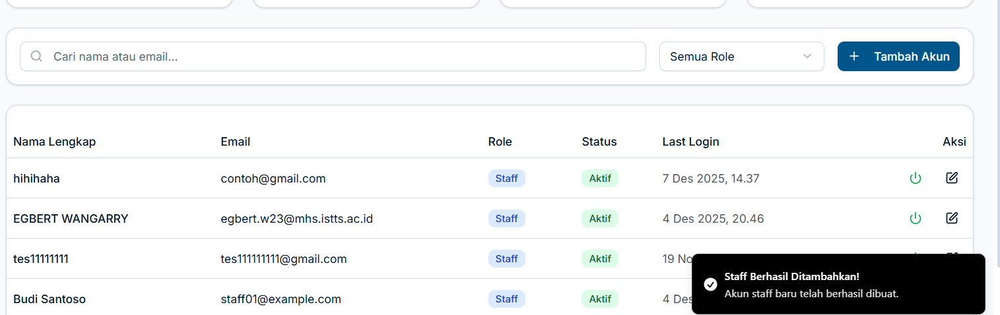 Cari nama atau email...
Semua Role
+ Tambah Akun
Nama Lengkap Email Role Status Last Login Aksi
hihihaha contoh@gmail.com Staff Aktif 7 Des 2025, 14.37
EGBERT WANGARRY egbert.w23@mhs.istts.ac.id Staff Aktif 4 Des 2025, 20.46
tes11111111 tes111111111@gmail.com Staff Aktif 19 No
Budi Santoso staff01@example.com Staff Aktif 4 Des
Staff Berhasil Ditambahkan!
Akun staff baru telah berhasil dibuat.